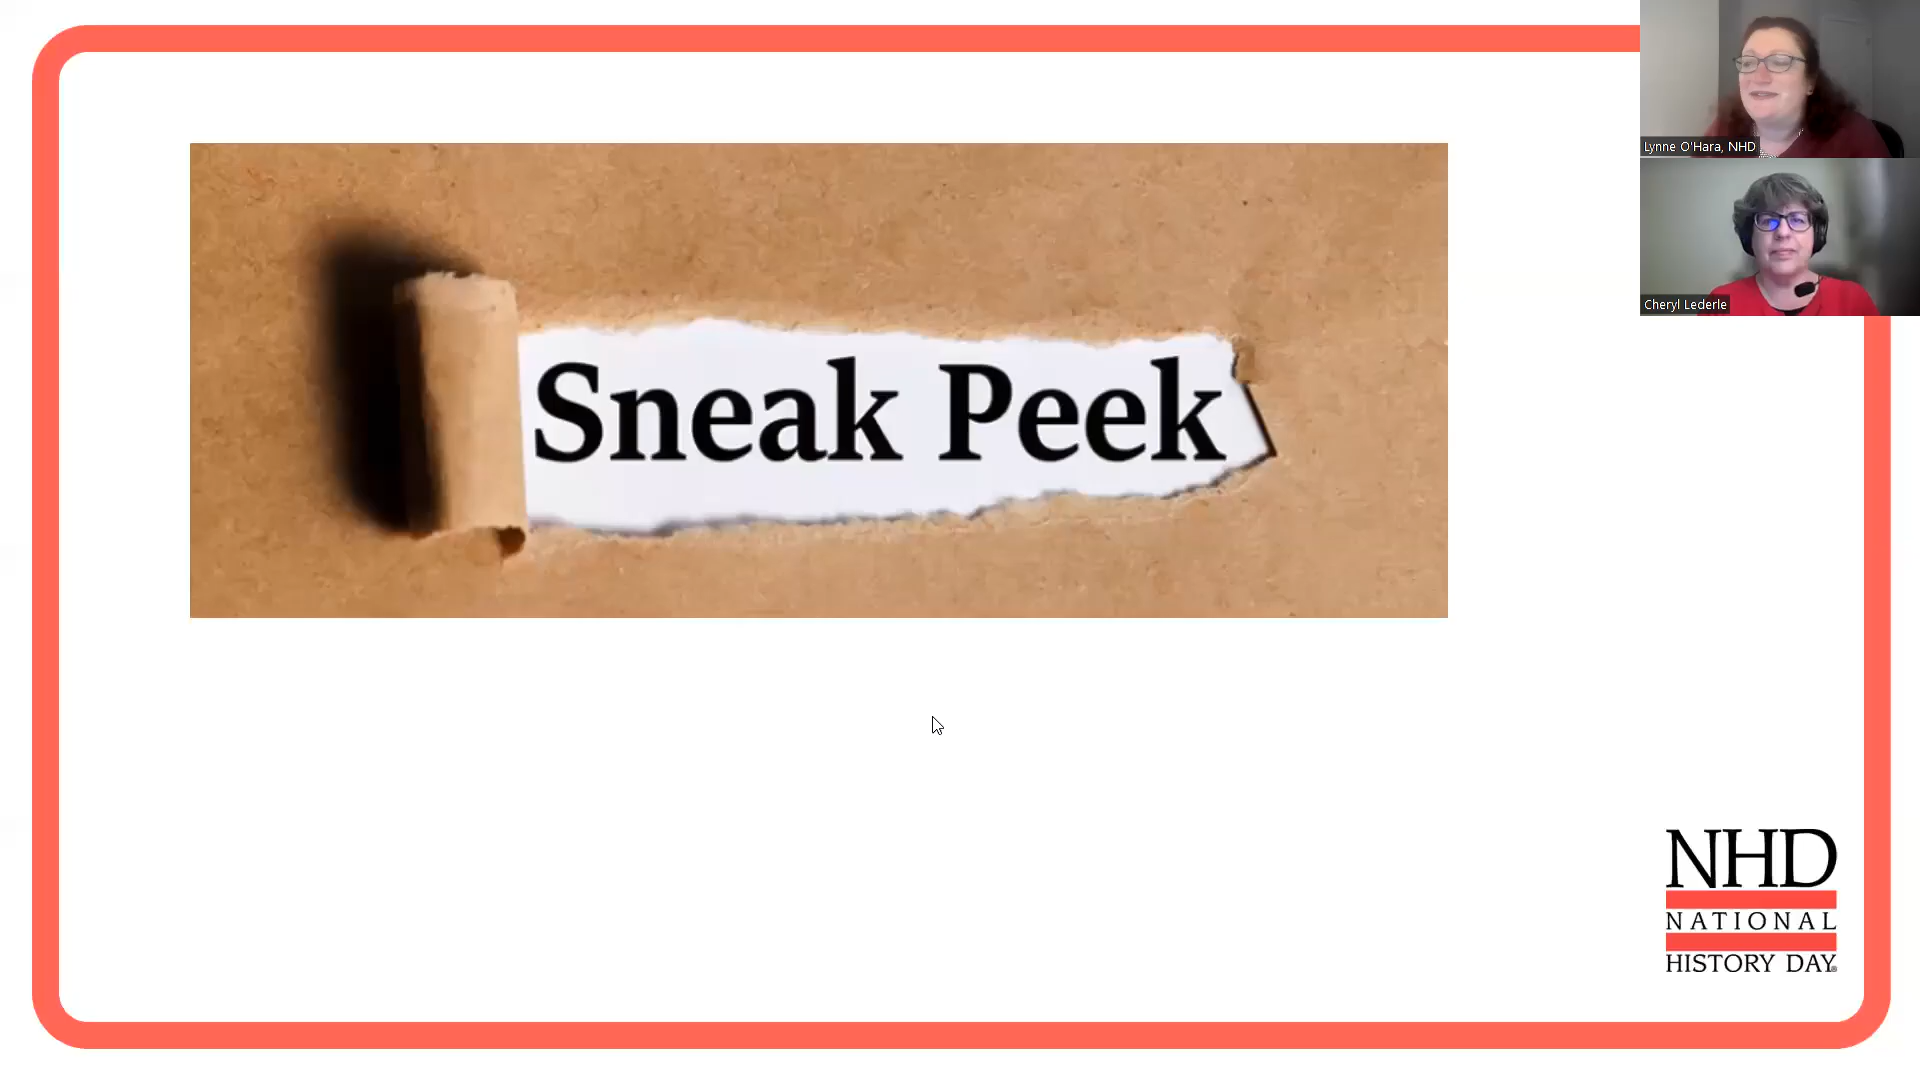 Lynne O'Hara, NHD
Cheryl Lederle
Sneak Peek
NHD
NATIONAL
HISTORY DAY®